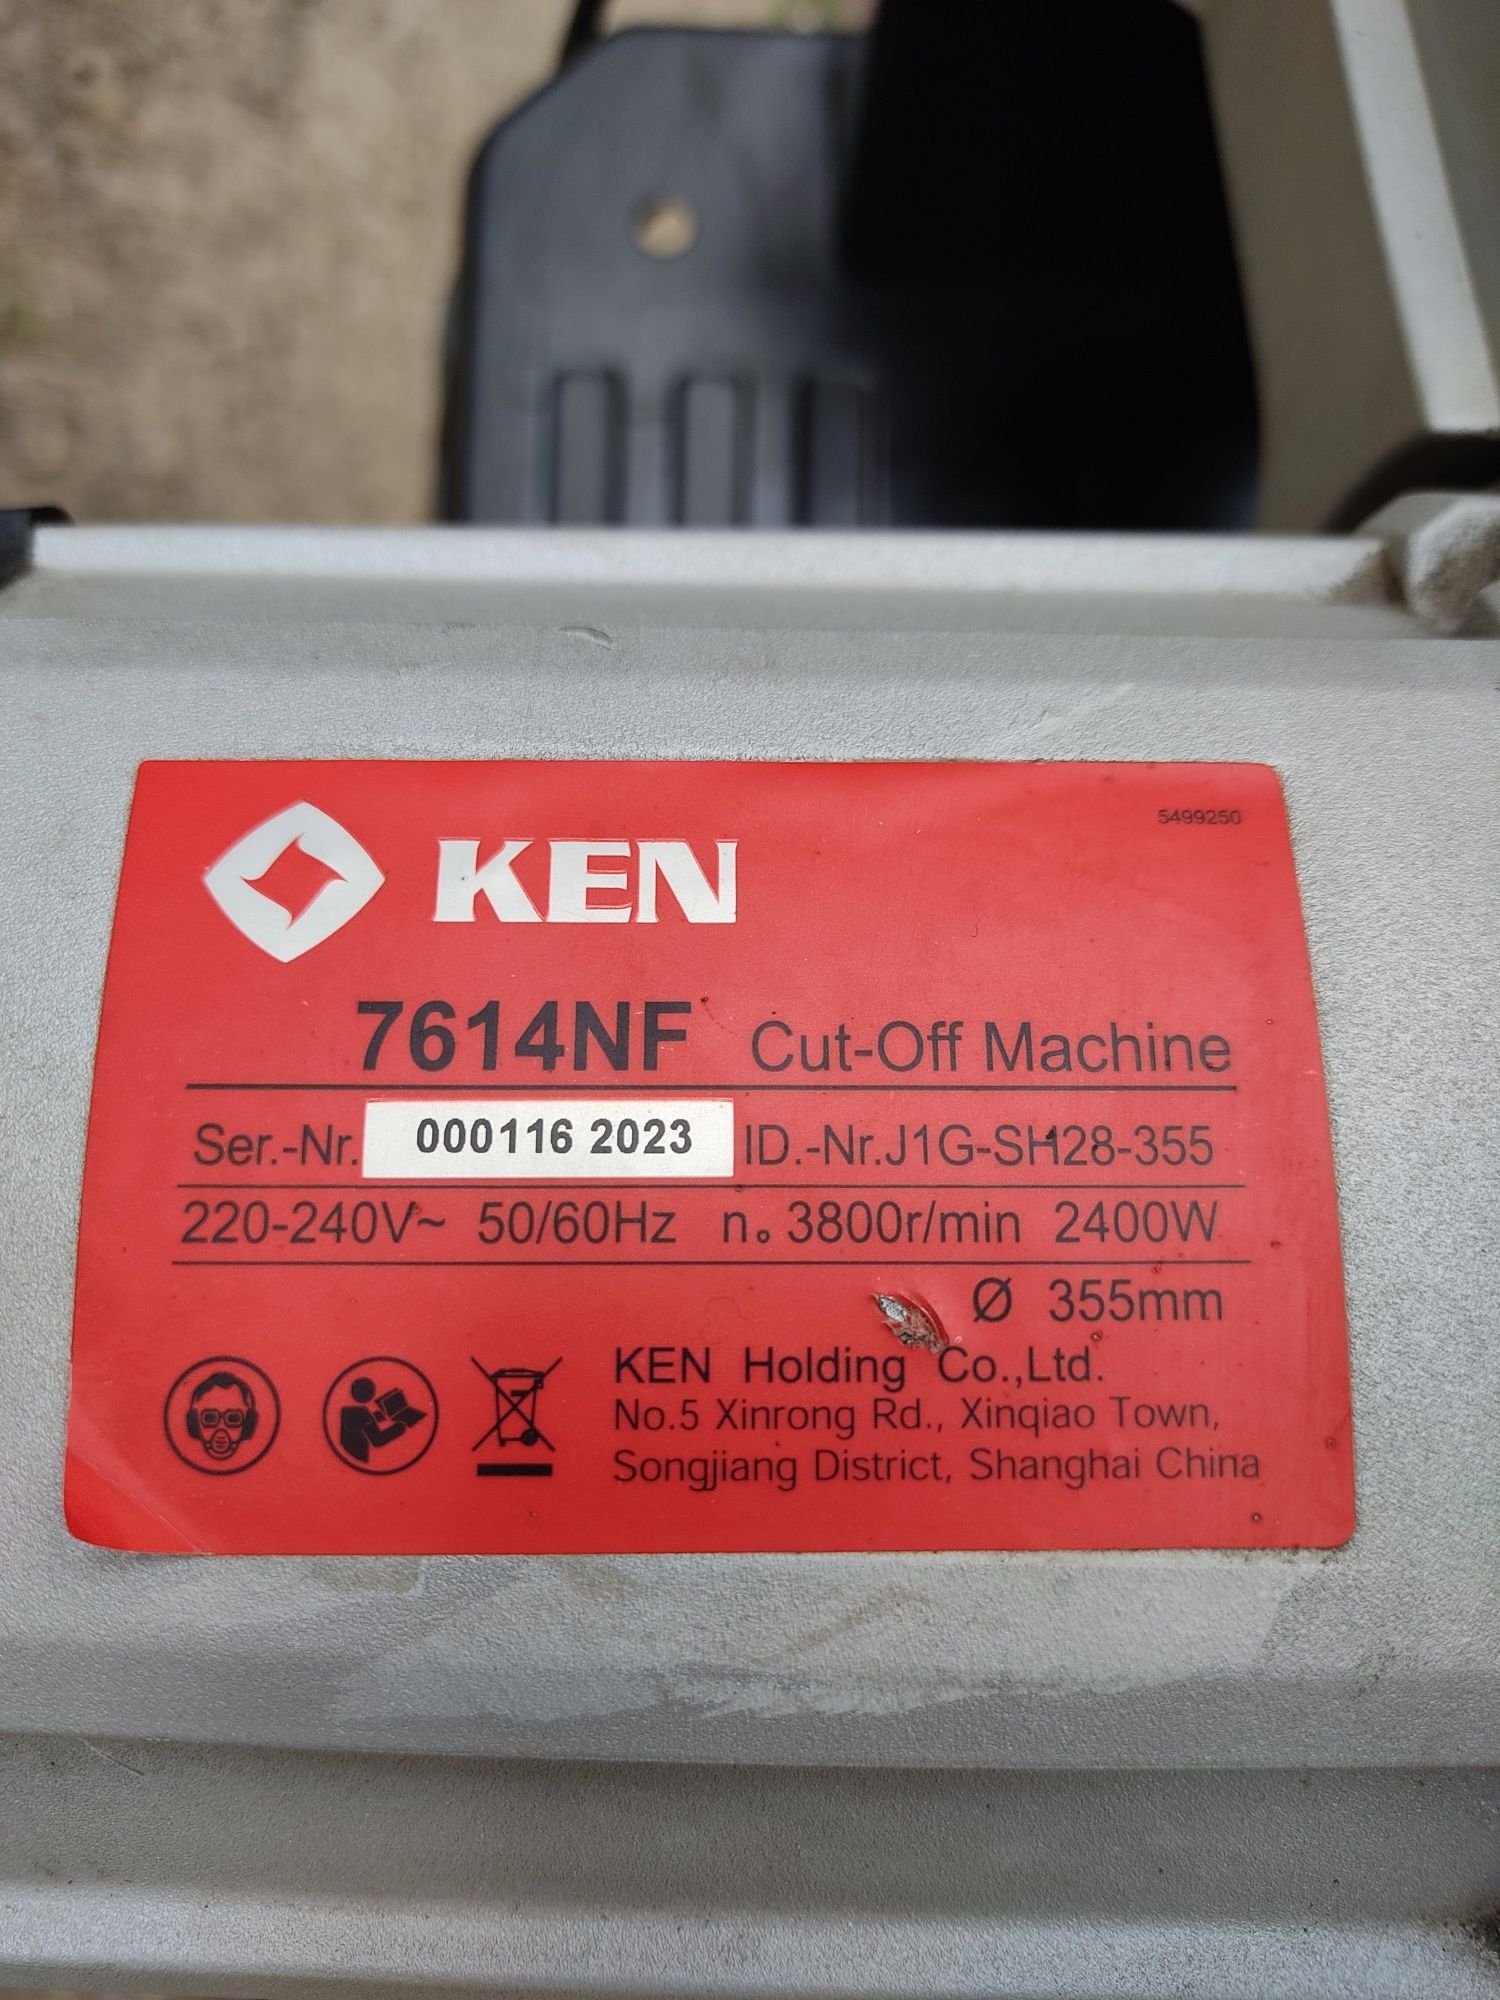 5499250
KEN
7614NF Cut-Off Machine
Ser.-Nr. 000116 2023 ID.-Nr.J1G-SH28-355
220-240V~ 50/60Hz n。3800r/min 2400W
Ø 355mm
KEN Holding Co.,Ltd.
No.5 Xinrong Rd., Xinqiao Town,
Songjiang District, Shanghai China